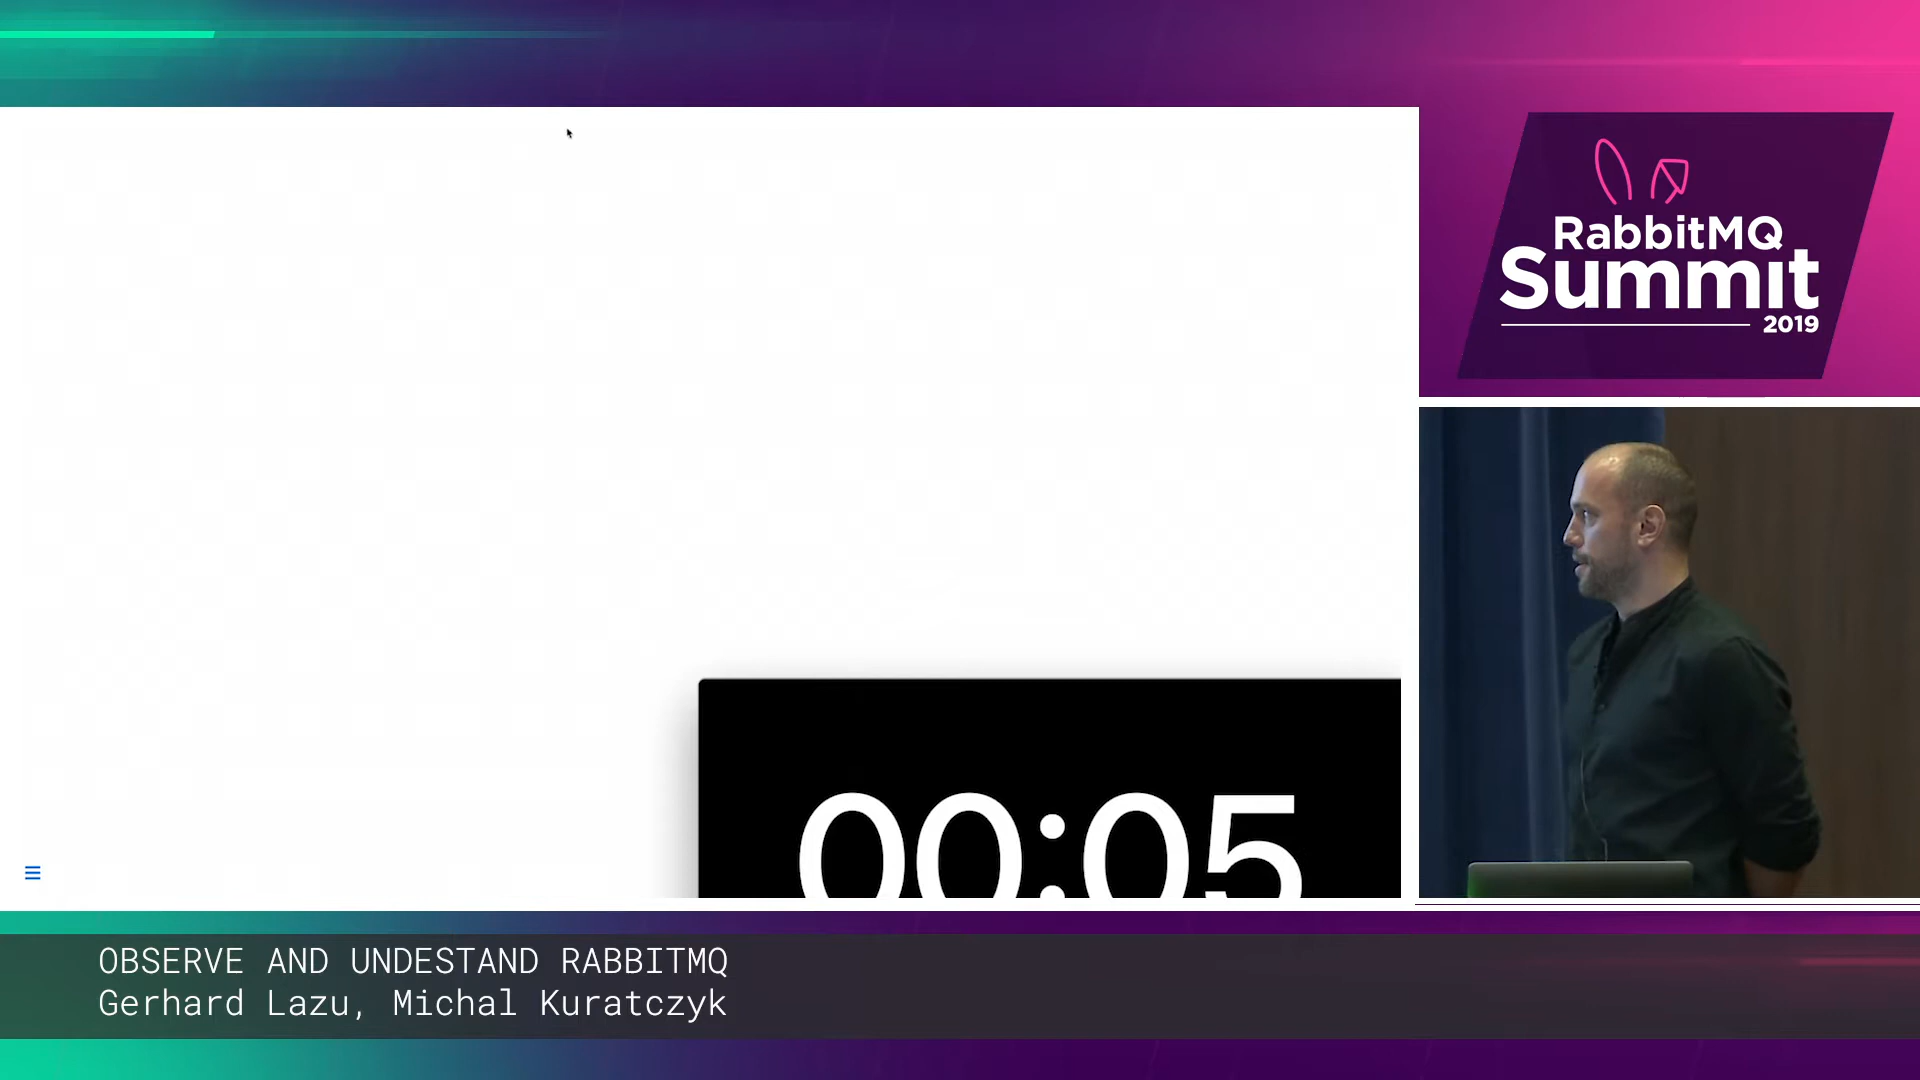 RabbitMQ
Summit
2019
00:05
OBSERVE AND UNDESTAND RABBITMQ
Gerhard Lazu, Michal Kuratczyk